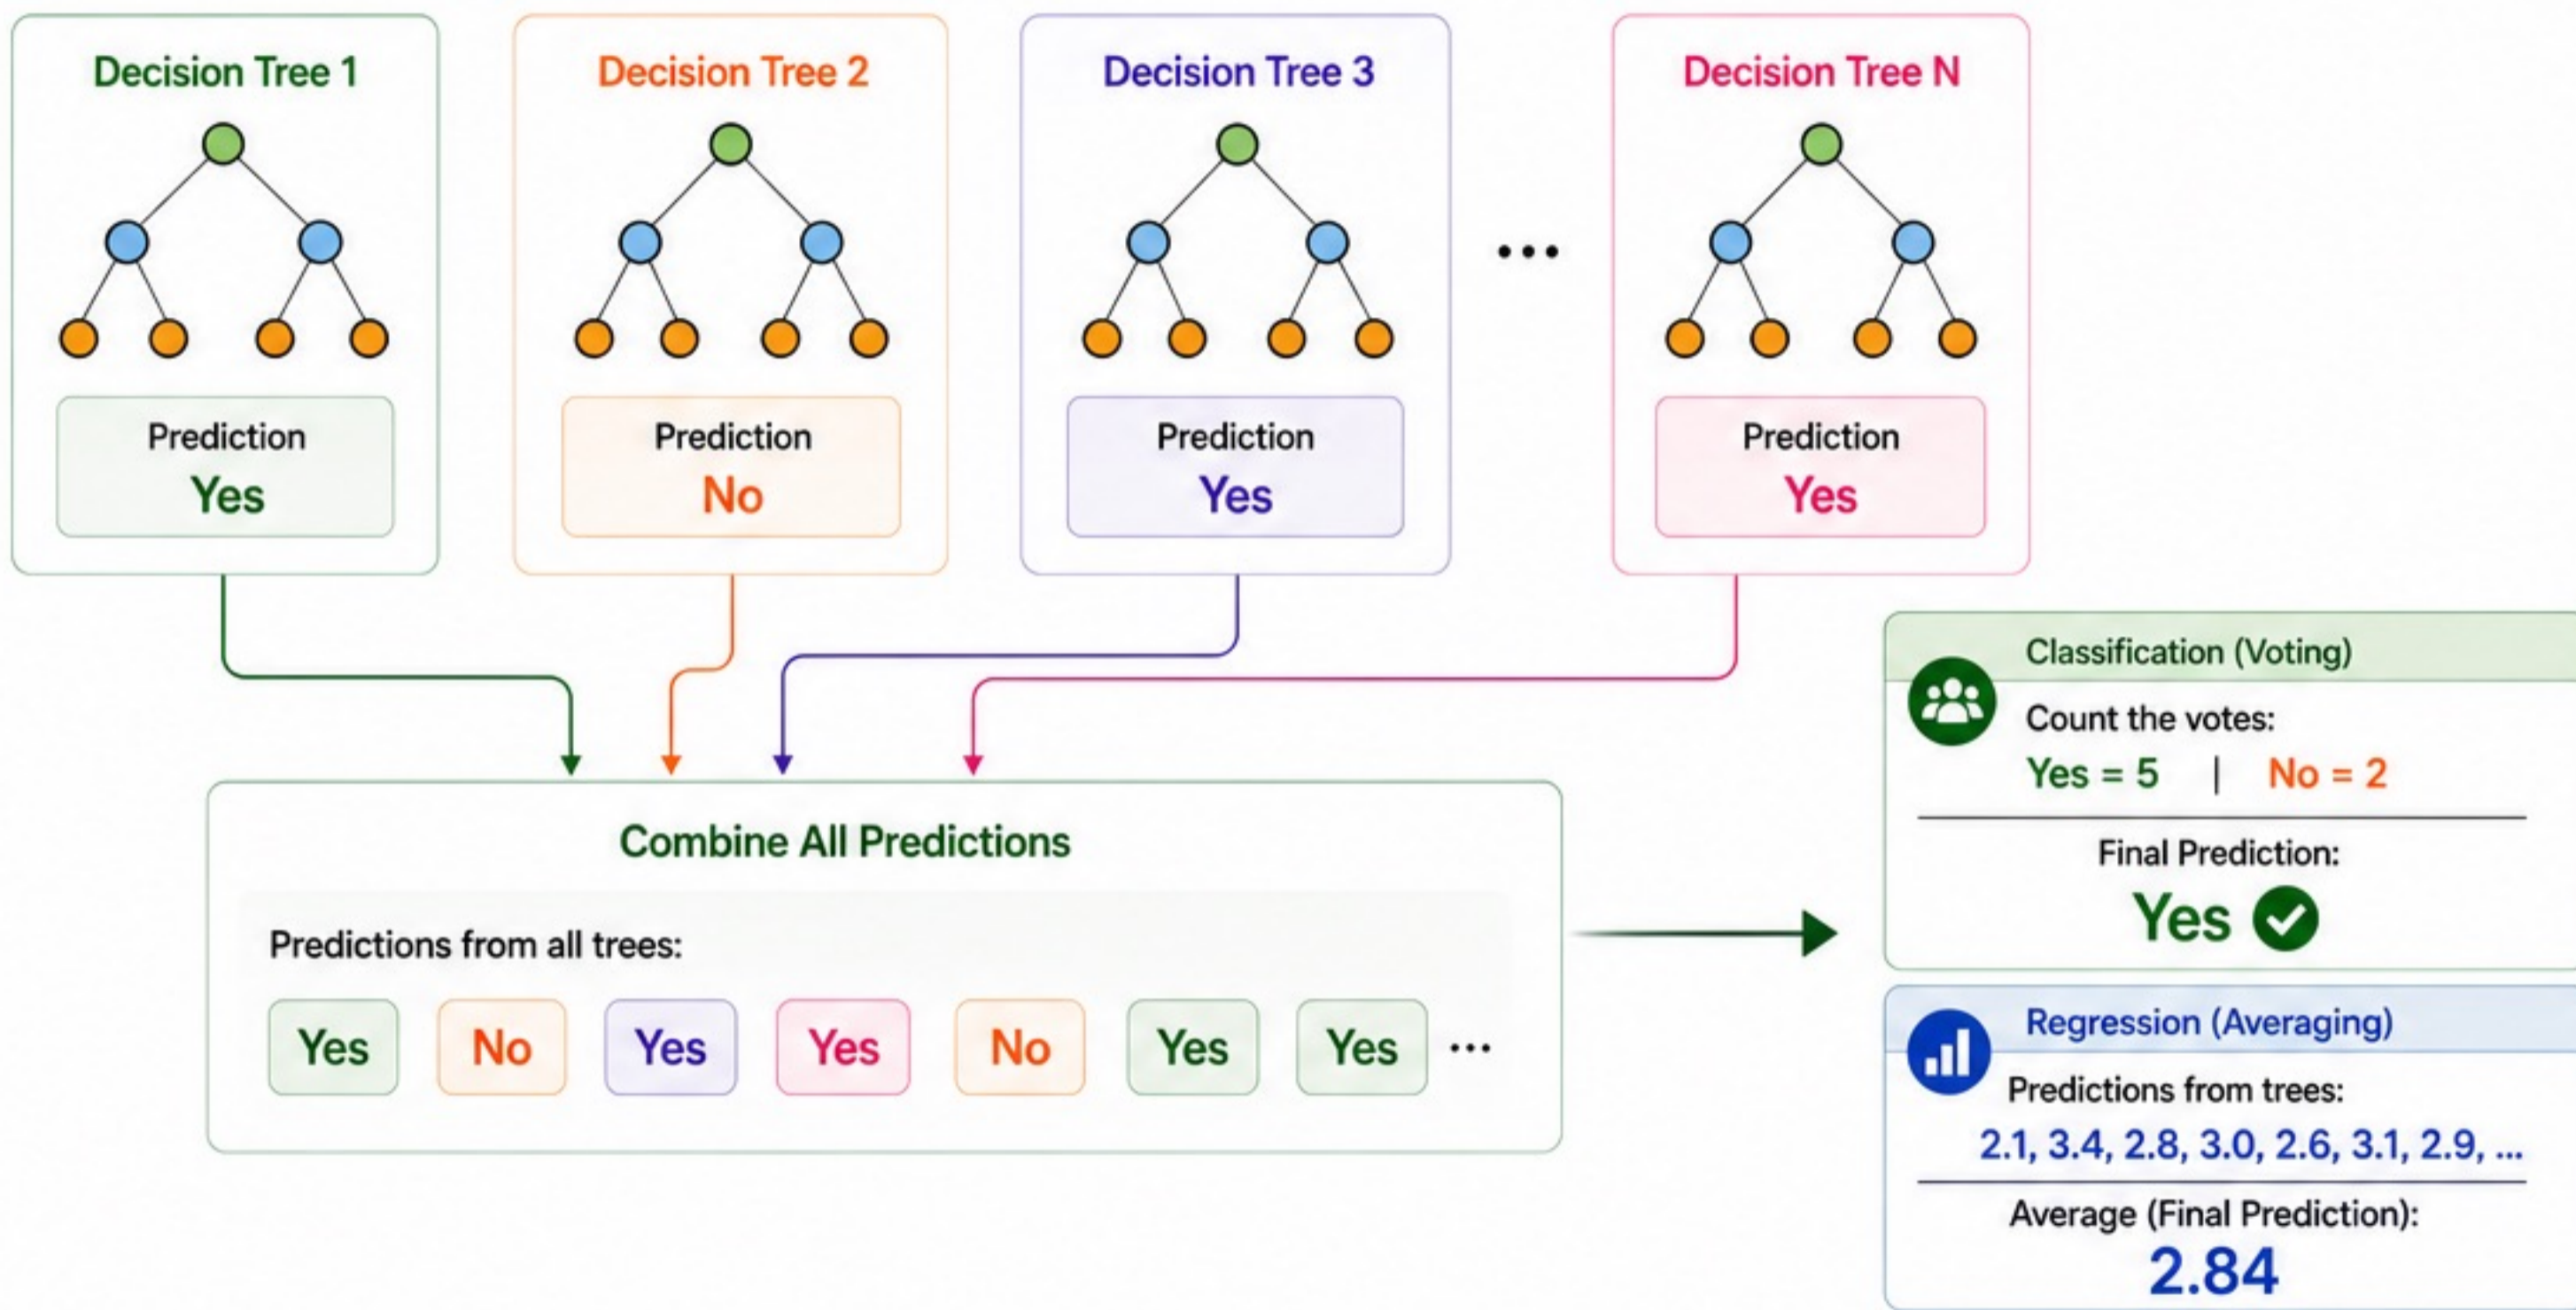 Decision Tree 1
Prediction
Yes
Decision Tree 2
Prediction
No
Decision Tree 3
Prediction
Yes
...
Decision Tree N
Prediction
Yes
Combine All Predictions
Predictions from all trees:
Yes No Yes Yes No Yes Yes ...
Classification (Voting)
Count the votes:
Yes = 5 | No = 2
Final Prediction:
Yes
Regression (Averaging)
Predictions from trees:
2.1, 3.4, 2.8, 3.0, 2.6, 3.1, 2.9, ...
Average (Final Prediction):
2.84